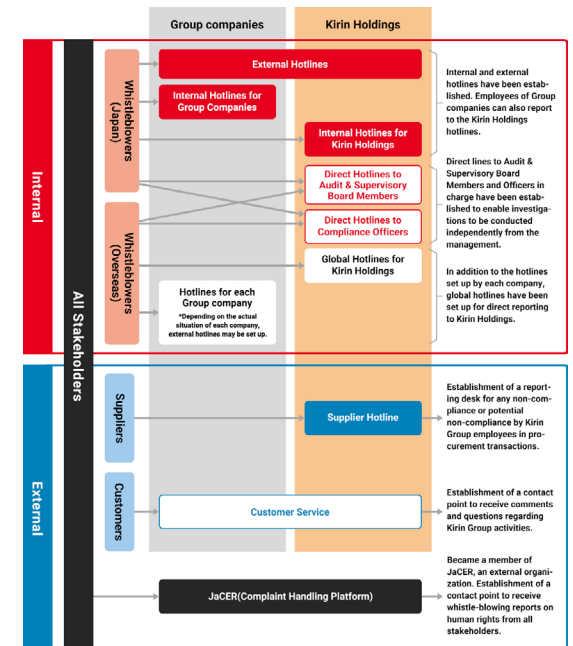 Group companies
Kirin Holdings
Internal
External
All Stakeholders
Whistleblowers
(Japan)
Whistleblowers
(Overseas)
Suppliers
Customers
External Hotlines
Internal Hotlines for
Group Companies
Internal Hotlines for
Kirin Holdings
Direct Hotlines to
Audit & Supervisory
Board Members
Direct Hotlines to
Compliance Officers
Global Hotlines for
Kirin Holdings
Hotlines for each
Group company
*Depending on the actual
situation of each company,
external hotlines may be set up.
Supplier Hotline
Customer Service
JaCER(Complaint Handling Platform)
Internal and external
hotlines have been estab-
lished. Employees of Group
companies can also report
to the Kirin Holdings
hotlines.
Direct lines to Audit &
Supervisory Board
Members and Officers in
charge have been estab-
lished to enable investiga-
tions to be conducted
independently from the
management.
In addition to the hotlines
set up by each company,
global hotlines have been
set up for direct reporting
to Kirin Holdings.
Establishment of a report-
ing desk for any non-com-
pliance or potential
non-compliance by Kirin
Group employees in pro-
curement transactions.
Establishment of a contact
point to receive comments
and questions regarding
Kirin Group activities.
Became a member of
JaCER, an external organi-
zation. Establishment of a
contact point to receive
whistle-blowing reports on
human rights from all
stakeholders.